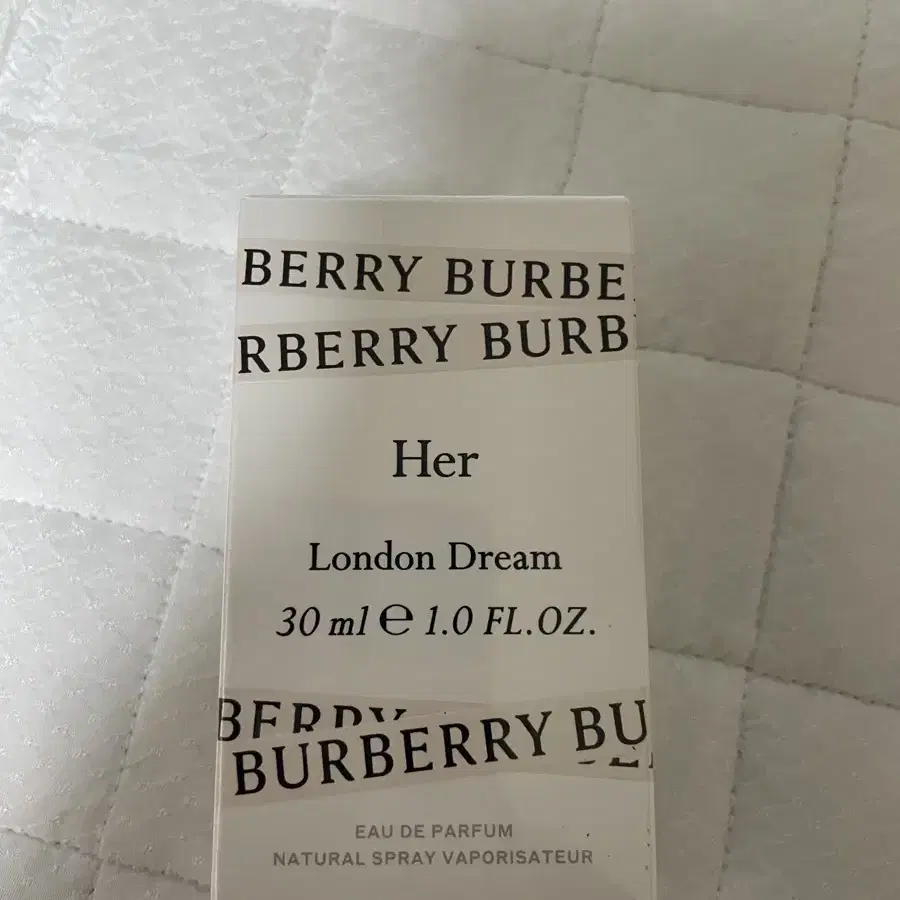 BERRY BURBE
RBERRY BURB
Her
London Dream
30 ml ℮ 1.0 FL.OZ.
BERRY
BURBERRY BU
EAU DE PARFUM
NATURAL SPRAY VAPORISATEUR